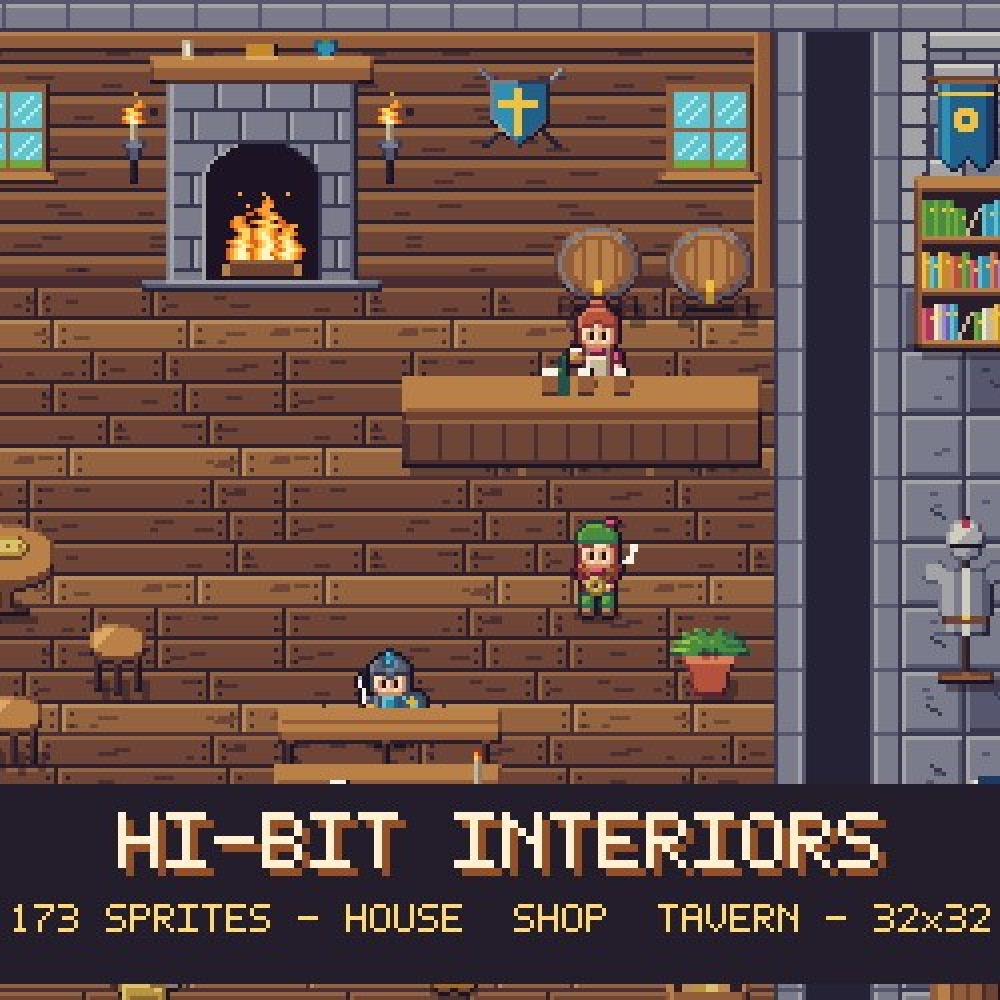 HI-BIT INTERIORS
173 SPRITES - HOUSE SHOP TAVERN - 32x32